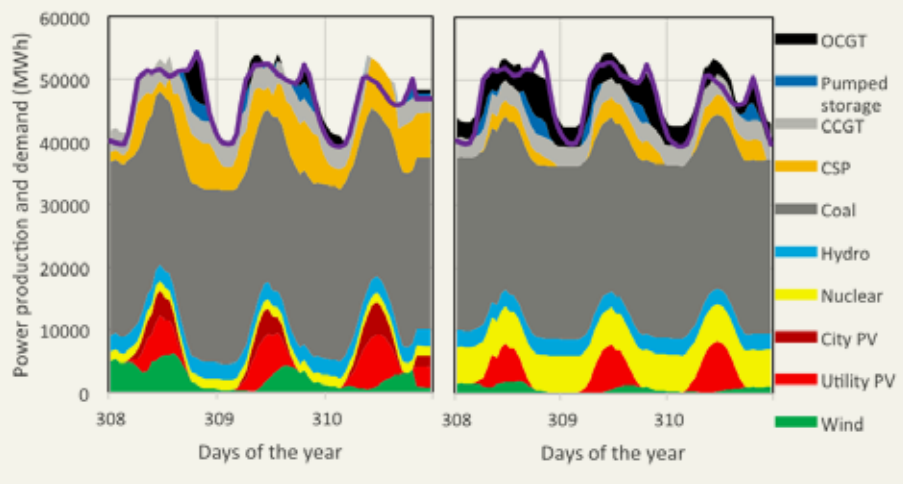 Power production and demand (MWh)
60000
50000
40000
30000
20000
10000
0
308
309
310
Days of the year
308
309
310
Days of the year
OCGT
Pumped
storage
CCGT
CSP
Coal
Hydro
Nuclear
City PV
Utility PV
Wind